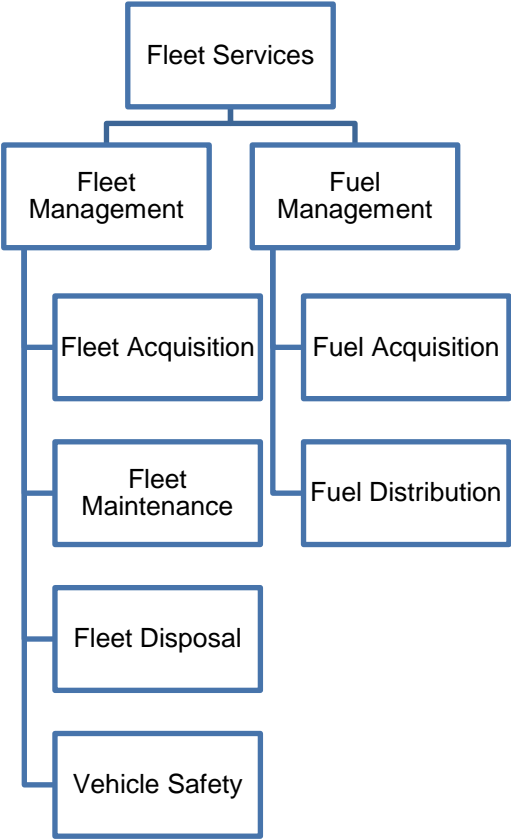 Fleet Services
Fleet
Management
Fuel
Management
Fleet Acquisition
Fleet
Maintenance
Fleet Disposal
Vehicle Safety
Fuel Acquisition
Fuel Distribution